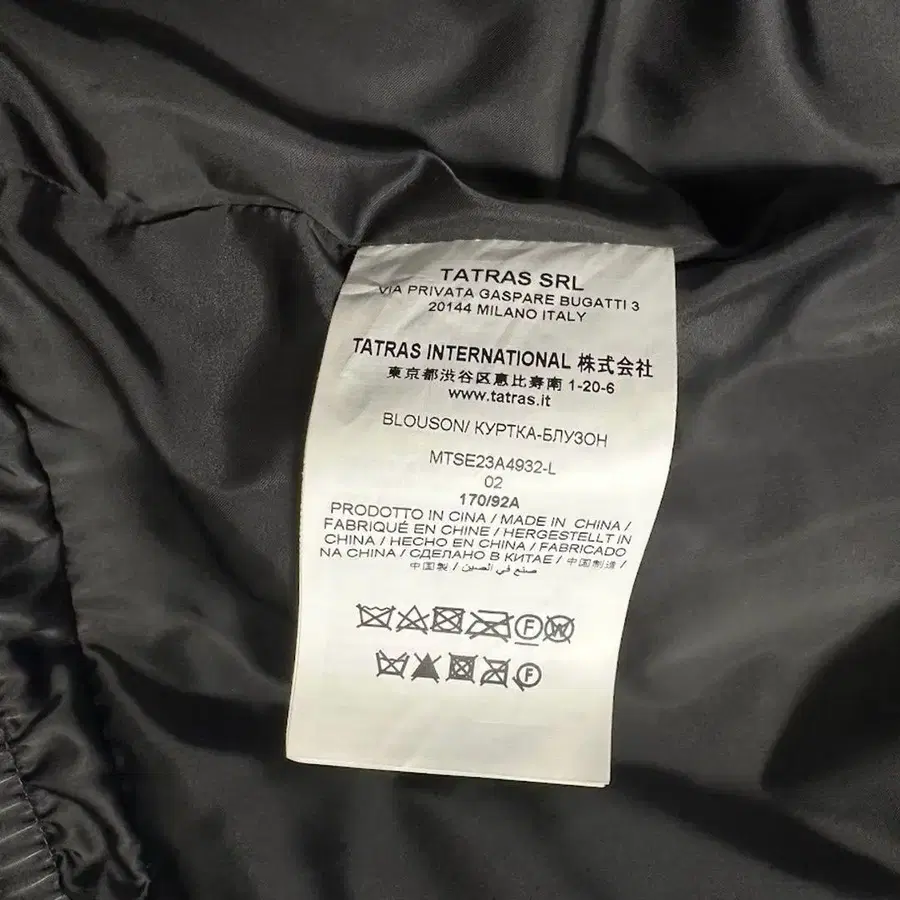 TATRAS SRL
VIA PRIVATA GASPARE BUGATTI 3
20144 MILANO ITALY
TATRAS INTERNATIONAL 株式会社
東京都渋谷区恵比寿南 1-20-6
www.tatras.it
BLOUSON/ КУРТКА-БЛУЗОН
MTSE23A4932-L
02
170/92A
PRODOTTO IN CINA / MADE IN CHINA /
FABRIQUÉ EN CHINE / HERGESTELLT IN
CHINA / HECHO EN CHINA / FABRICADO
NA CHINA / СДЕЛАНО В КИТАЕ / 中国制造 /
中国製 / صنع في الصين
F W
F